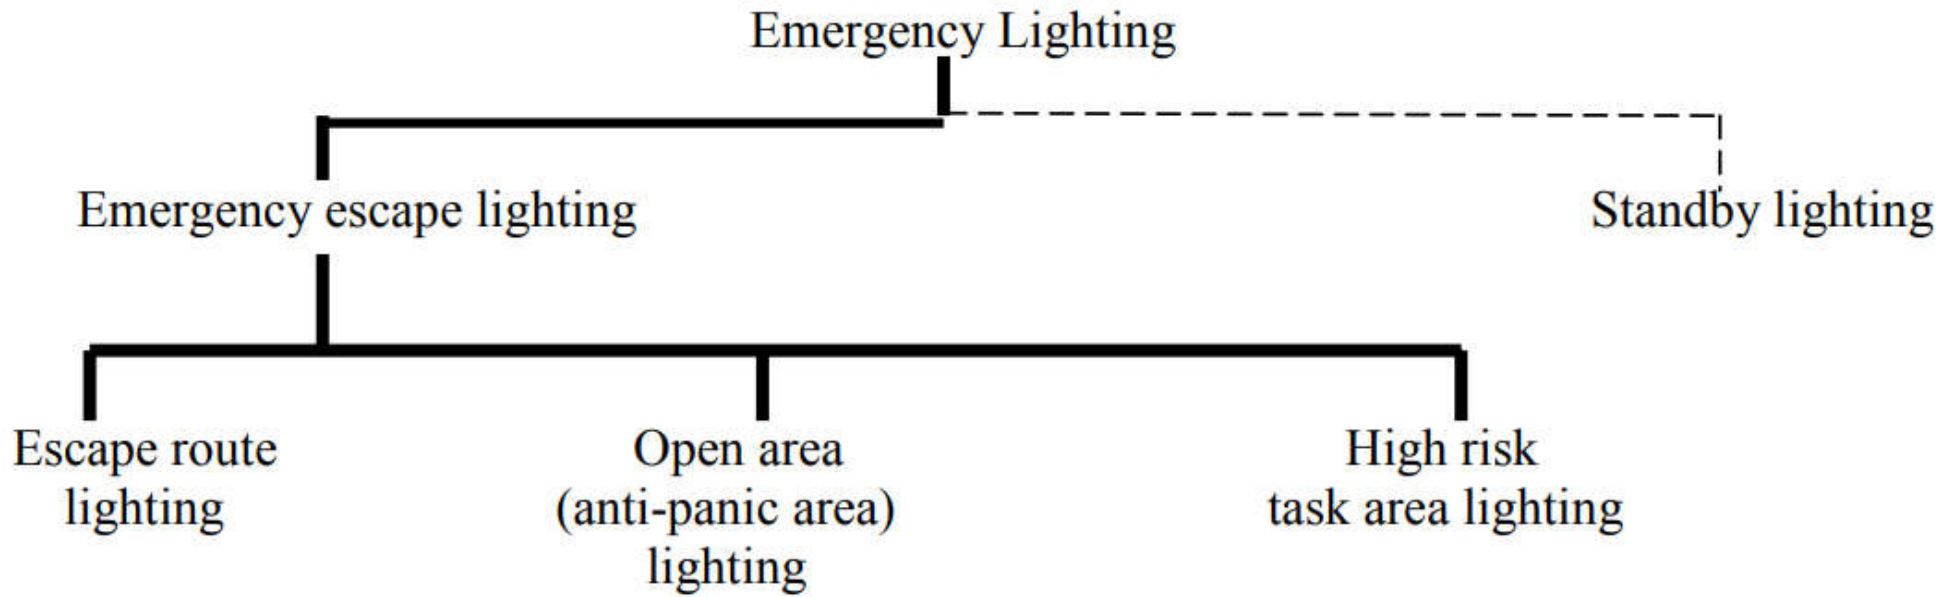 Emergency Lighting
Emergency escape lighting
Standby lighting
Escape route
lighting
Open area
(anti-panic area)
lighting
High risk
task area lighting